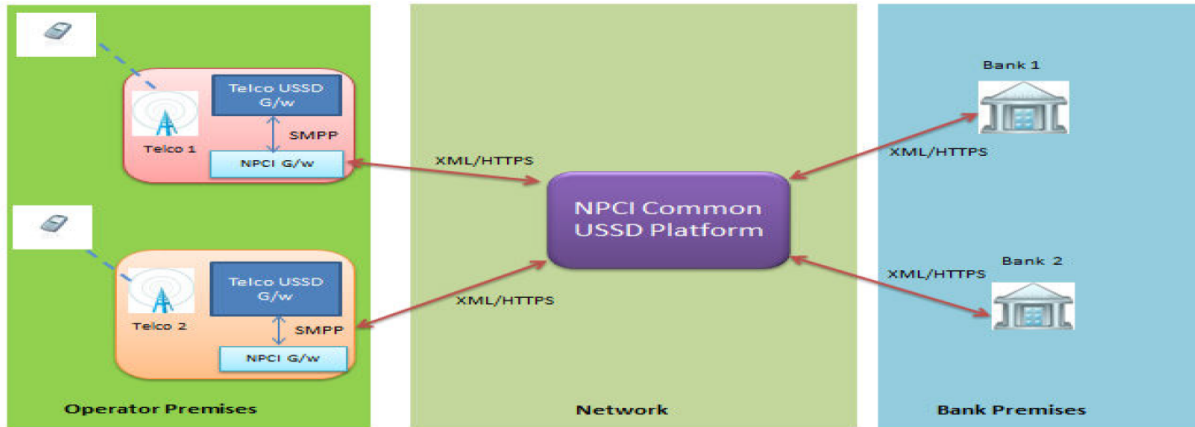 Telco USSD
G/w
SMPP
Telco 1
NPCI G/w
Telco USSD
G/w
SMPP
Telco 2
NPCI G/w
Operator Premises
XML/HTTPS
NPCI Common
USSD Platform
XML/HTTPS
Network
Bank 1
XML/HTTPS
Bank 2
XML/HTTPS
Bank Premises